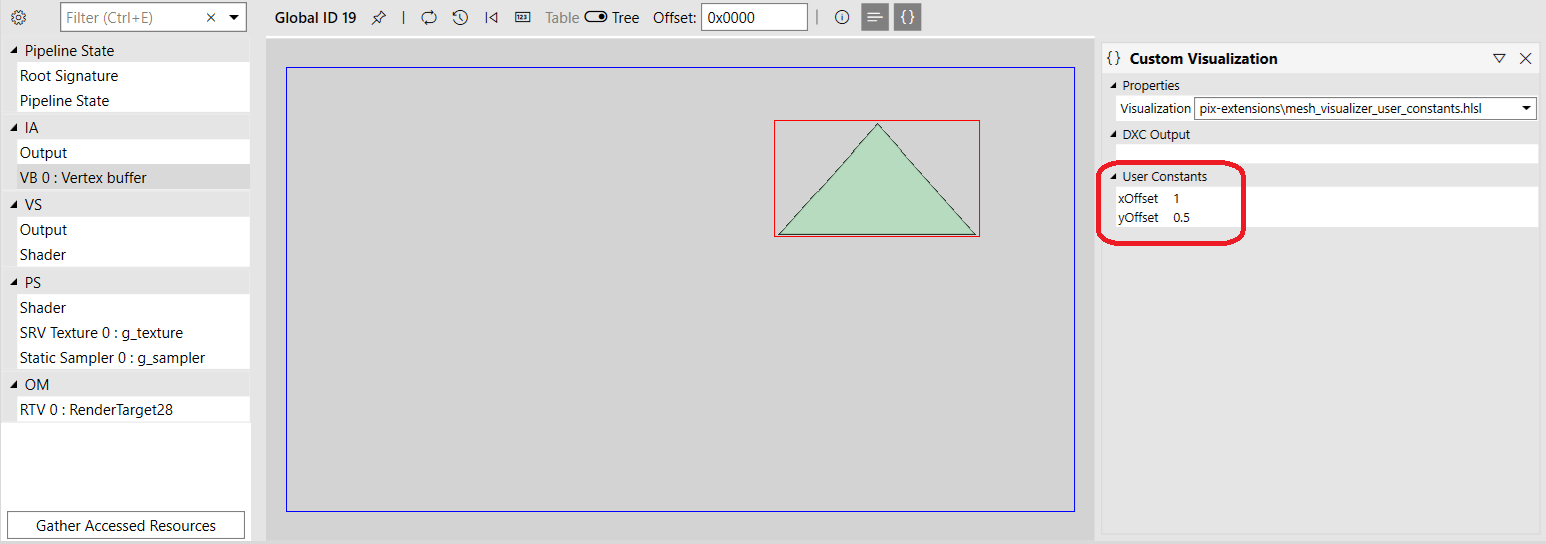 Filter (Ctrl+E)
Global ID 19
Table Tree
Offset: 0x0000
Pipeline State
Root Signature
Pipeline State
IA
Output
VB 0 : Vertex buffer
VS
Output
Shader
PS
Shader
SRV Texture 0 : g_texture
Static Sampler 0 : g_sampler
OM
RTV 0 : RenderTarget28
Gather Accessed Resources
{ } Custom Visualization
Properties
Visualization pix-extensions\mesh_visualizer_user_constants.hlsl
DXC Output
User Constants
xOffset 1
yOffset 0.5